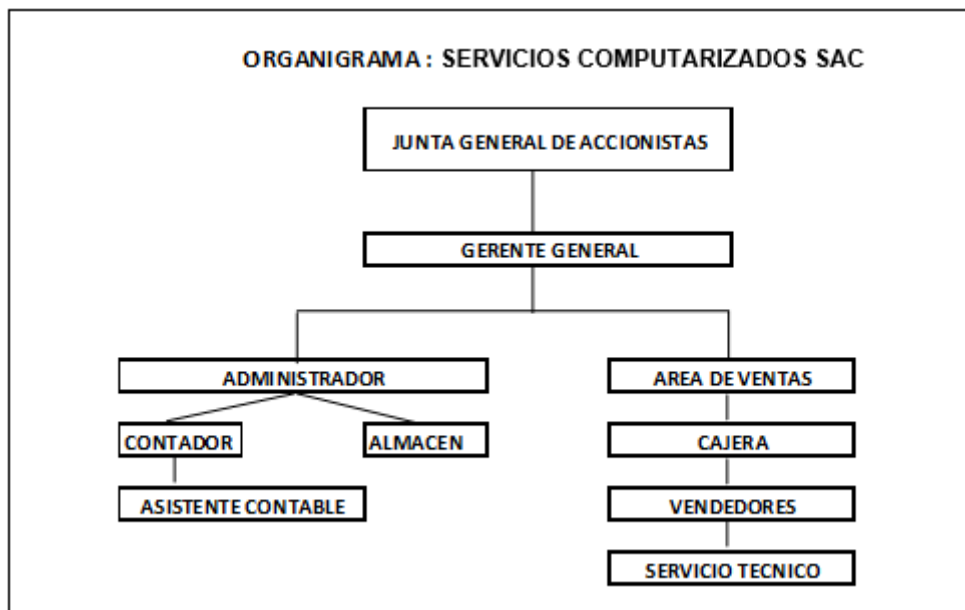 ORGANIGRAMA : SERVICIOS COMPUTARIZADOS SAC
JUNTA GENERAL DE ACCIONISTAS
GERENTE GENERAL
ADMINISTRADOR
AREA DE VENTAS
CONTADOR
ALMACEN
CAJERA
ASISTENTE CONTABLE
VENDEDORES
SERVICIO TECNICO